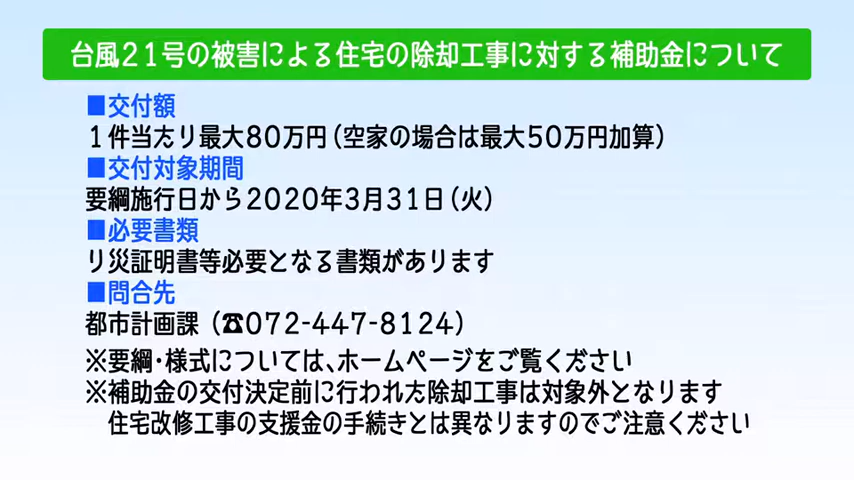 台風21号の被害による住宅の除却工事に対する補助金について
■交付額
１件当たり最大80万円（空家の場合は最大50万円加算）
■交付対象期間
要綱施行日から2020年3月31日（火）
■必要書類
り災証明書等必要となる書類があります
■問合先
都市計画課（☎072-447-8124）
※要綱・様式については、ホームページをご覧ください
※補助金の交付決定前に行われた除却工事は対象外となります
住宅改修工事の支援金の手続きとは異なりますのでご注意ください